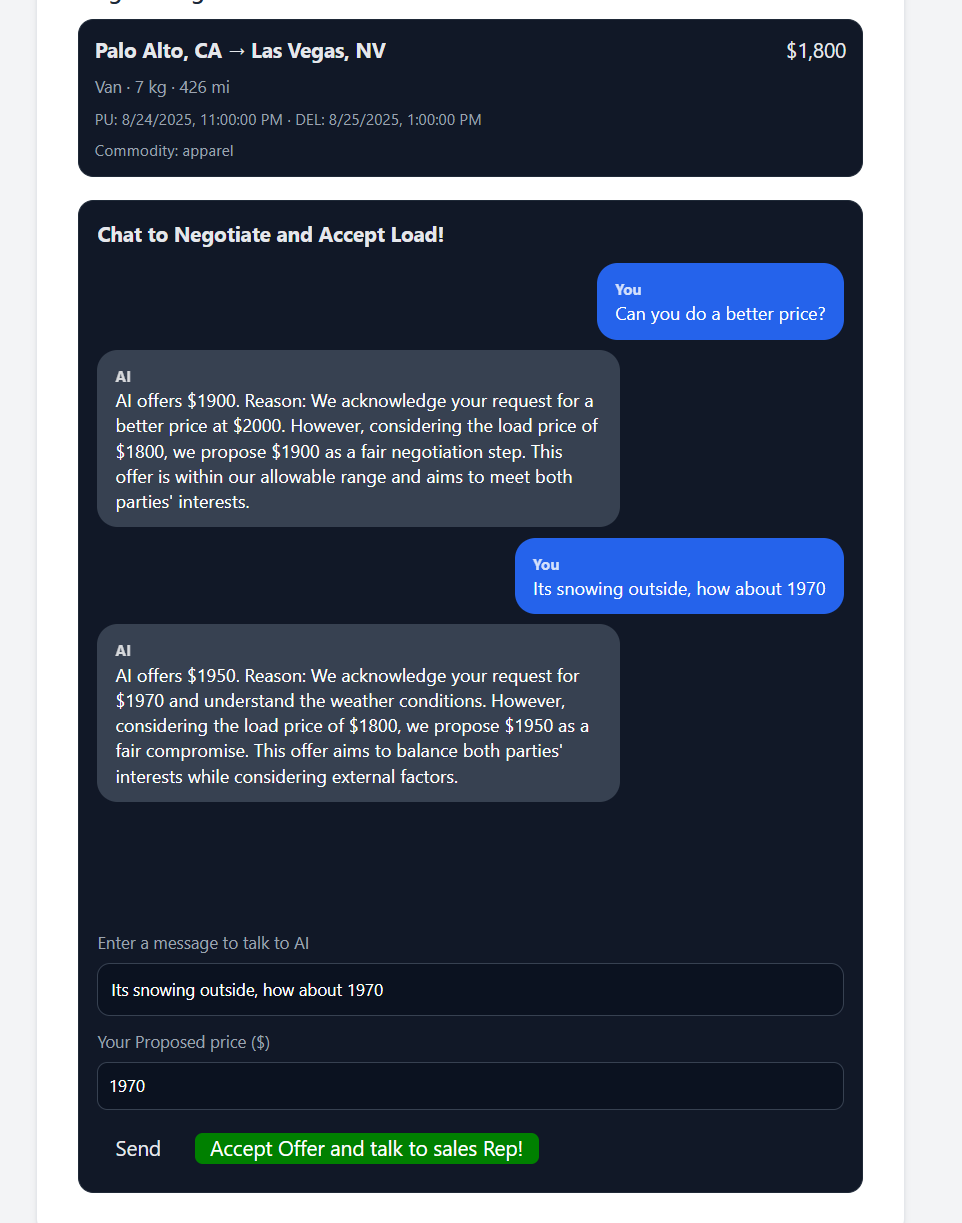 Palo Alto, CA → Las Vegas, NV
$1,800
Van · 7 kg · 426 mi
PU: 8/24/2025, 11:00:00 PM · DEL: 8/25/2025, 1:00:00 PM
Commodity: apparel
Chat to Negotiate and Accept Load!
You
Can you do a better price?
AI
AI offers $1900. Reason: We acknowledge your request for a
better price at $2000. However, considering the load price of
$1800, we propose $1900 as a fair negotiation step. This
offer is within our allowable range and aims to meet both
parties' interests.
You
Its snowing outside, how about 1970
AI
AI offers $1950. Reason: We acknowledge your request for
$1970 and understand the weather conditions. However,
considering the load price of $1800, we propose $1950 as a
fair compromise. This offer aims to balance both parties'
interests while considering external factors.
Enter a message to talk to AI
Its snowing outside, how about 1970
Your Proposed price ($)
1970
Send
Accept Offer and talk to sales Rep!